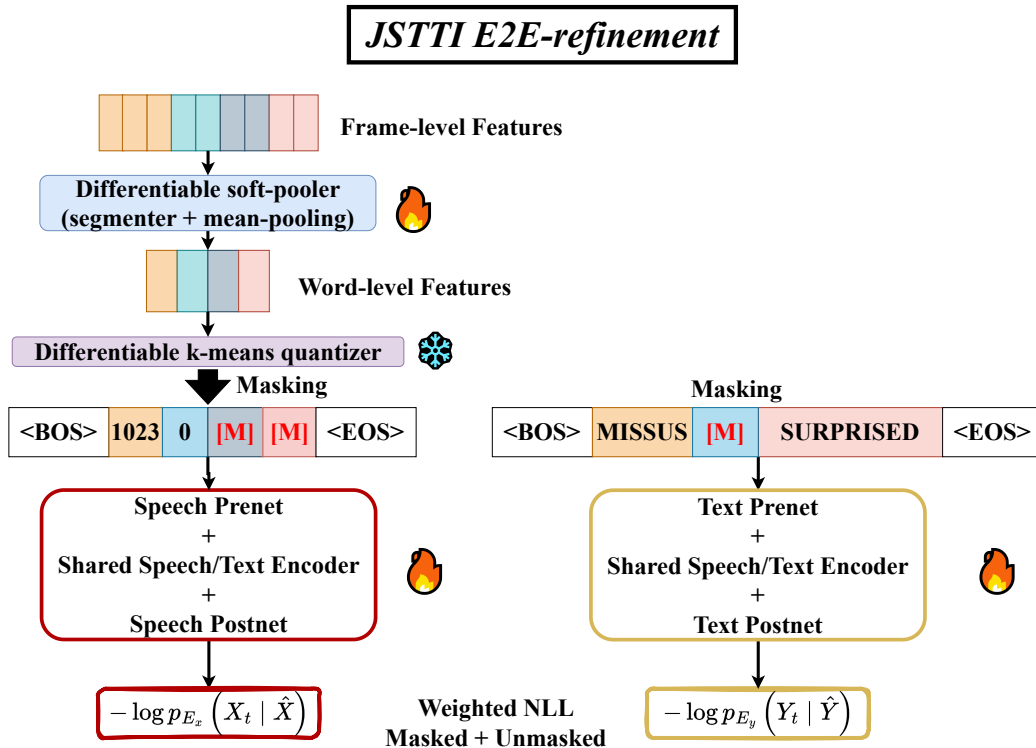 JSTTI E2E-refinement
Frame-level Features
Differentiable soft-pooler
(segmenter + mean-pooling)
Word-level Features
Differentiable k-means quantizer
Masking
<BOS> 1023 0 [M] [M] <EOS>
Speech Prenet
+
Shared Speech/Text Encoder
+
Speech Postnet
− log p_{E_x} (X_t | X̂)
Masking
<BOS> MISSUS [M] SURPRISED <EOS>
Text Prenet
+
Shared Speech/Text Encoder
+
Text Postnet
− log p_{E_y} (Y_t | Ŷ)
Weighted NLL
Masked + Unmasked